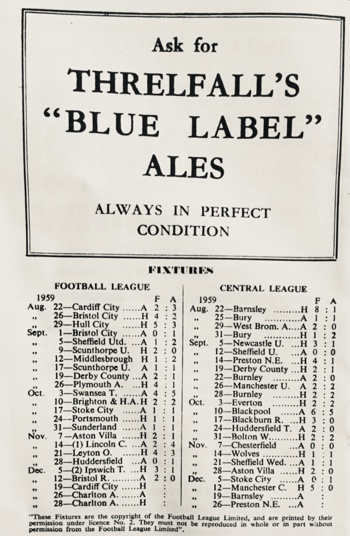 Ask for
THRELFALL'S
"BLUE LABEL"
ALES
ALWAYS IN PERFECT
CONDITION
FIXTURES
FOOTBALL LEAGUE
1959 F A
Aug. 22—Cardiff City .....A 2 : 3
„ 26—Bristol City .....H 4 : 2
„ 29—Hull City .....H 5 : 3
Sept. 1—Bristol City .....A 0 : 1
„ 5—Sheffield Utd. ...A 1 : 2
„ 9—Scunthorpe U. H 2 : 0
„ 12—Middlesbrough H 1 : 2
„ 17—Scunthorpe U. A 1 : 1
„ 19—Derby County ...A 2 : 1
„ 26—Plymouth A. ...H 4 : 1
Oct. 3—Swansea T. .....A 4 : 5
„ 10—Brighton & H.A. H 2 : 2
„ 17—Stoke City .....A 1 : 1
„ 24—Portsmouth .....H 1 : 1
„ 31—Sunderland .....A 1 : 1
Nov. 7—Aston Villa .....H 2 : 1
„ 14—(1) Lincoln C. ...A 2 : 4
„ 21—Leyton O. .....H 4 : 3
„ 28—Huddersfield ...A 0 : 1
Dec. 5—(2) Ipswich T. ...H 3 : 1
„ 12—Bristol R. .....A 2 : 0
„ 19—Cardiff City .....H :
„ 26—Charlton A. .....A :
„ 28—Charlton A. .....H :
CENTRAL LEAGUE
1959 F A
Aug. 22—Barnsley .....H 8 : 1
„ 25—Bury .....A 1 : 1
„ 29—West Brom. A. ...A 2 : 0
„ 31—Bury .....H 1 : 2
Sept. 5—Newcastle U. ...H 3 : 1
„ 12—Sheffield U. .....A 0 : 0
„ 14—Preston N.E. .....H 4 : 1
„ 19—Derby County ...H 2 : 1
„ 22—Burnley .....A 2 : 0
„ 26—Manchester U. A 2 : 2
„ 28—Burnley .....H 2 : 2
Oct. 3—Everton .....H 2 : 2
„ 10—Blackpool .....A 6 : 5
„ 17—Blackburn R. ...H 3 : 0
„ 24—Huddersfield T. A 2 : 0
„ 31—Bolton W. .....H 2 : 2
Nov. 7—Chesterfield .....A 0 : 0
„ 14—Wolves .....H 1 : 1
„ 21—Sheffield Wed. ...A 1 : 1
„ 28—Aston Villa .....H 2 : 0
Dec. 5—Stoke City .....A 0 : 1
„ 12—Manchester C. H 5 : 0
„ 19—Barnsley .....A :
„ 26—Preston N.E. ...A :
"These Fixtures are the copyright of the Football League Limited, and are printed by their
permission under licence No. 2. They must not be reproduced in whole or in part without
permission from the Football League Limited".